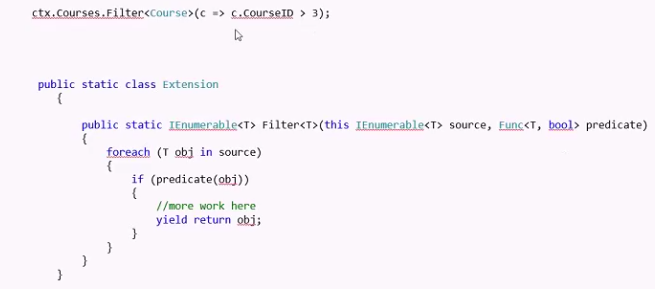 ctx.Courses.Filter<Course>(c => c.CourseID > 3);
public static class Extension
{
public static IEnumerable<T> Filter<T>(this IEnumerable<T> source, Func<T, bool> predicate)
{
foreach (T obj in source)
{
if (predicate(obj))
{
//more work here
yield return obj;
}
}
}
}